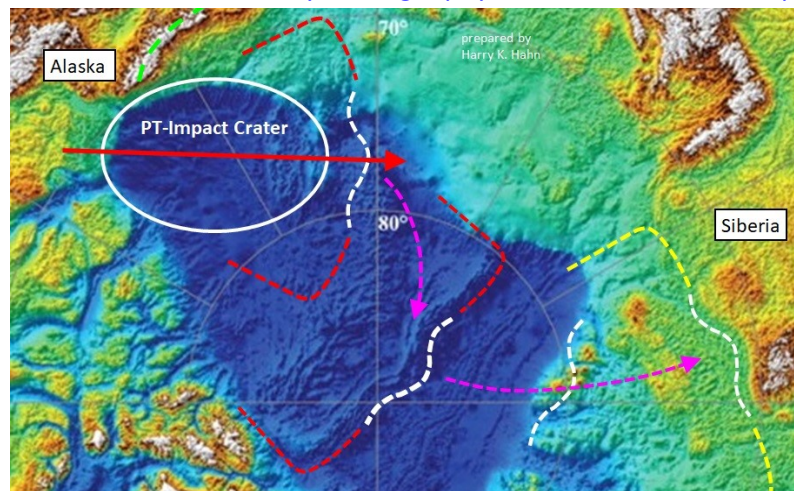 70°
prepared by
Harry K. Hahn
Alaska
PT-Impact Crater
80°
Siberia